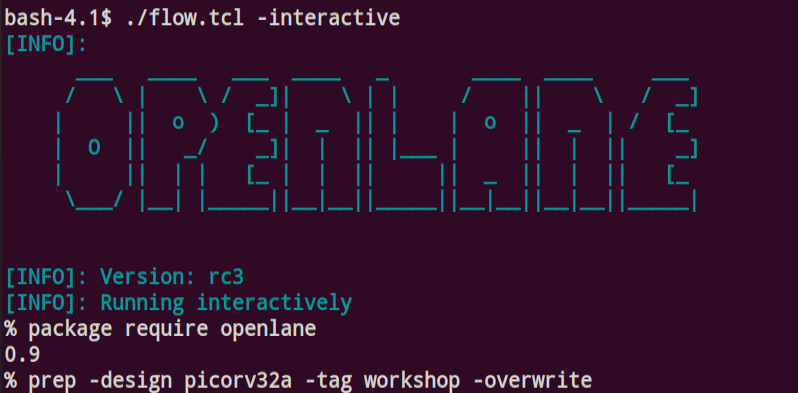 bash-4.1$ ./flow.tcl -interactive
[INFO]:
OPENLANE
[INFO]: Version: rc3
[INFO]: Running interactively
% package require openlane
0.9
% prep -design picorv32a -tag workshop -overwrite